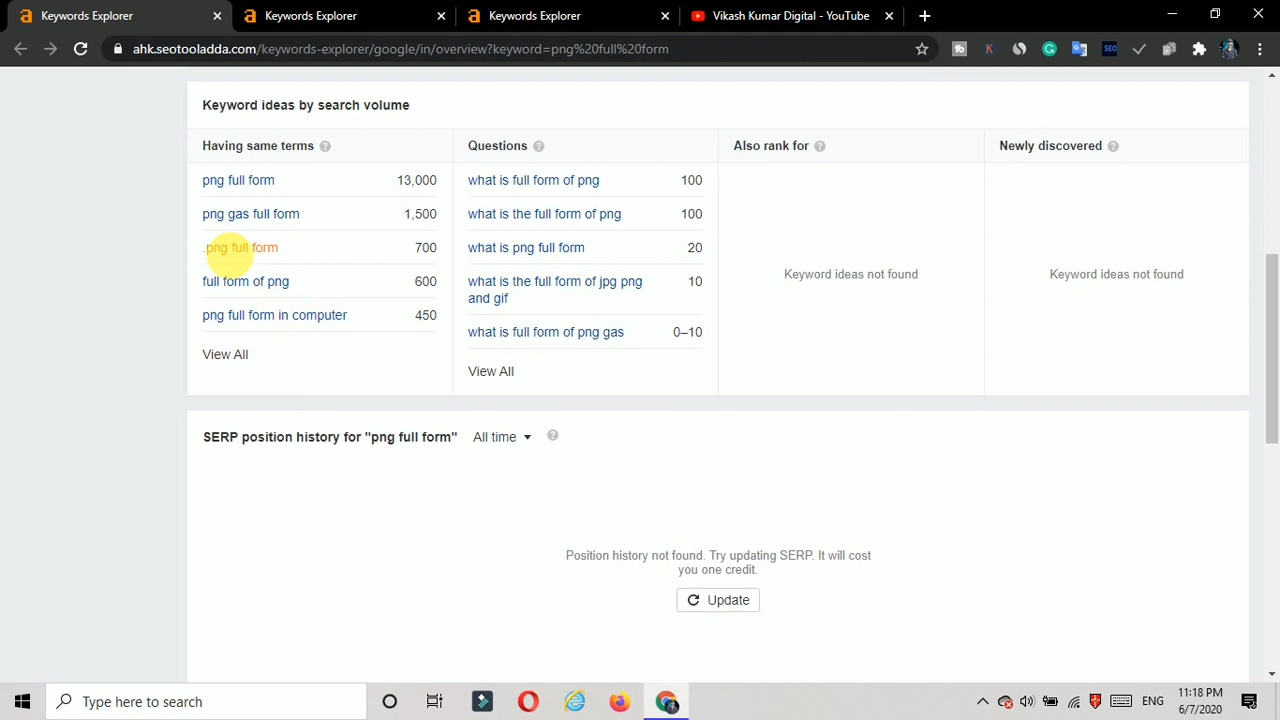 Keywords Explorer
Keywords Explorer
Keywords Explorer
Vikash Kumar Digital - YouTube
ahk.seotooladda.com/keywords-explorer/google/in/overview?keyword=png%20full%20form
Keyword ideas by search volume
Having same terms
Questions
Also rank for
Newly discovered
png full form 13,000
png gas full form 1,500
.png full form 700
full form of png 600
png full form in computer 450
View All
what is full form of png 100
what is the full form of png 100
what is png full form 20
what is the full form of jpg png 10
and gif
what is full form of png gas 0–10
View All
Keyword ideas not found
Keyword ideas not found
SERP position history for "png full form" All time
Position history not found. Try updating SERP. It will cost
you one credit.
Update
Type here to search
ENG
11:18 PM
6/7/2020